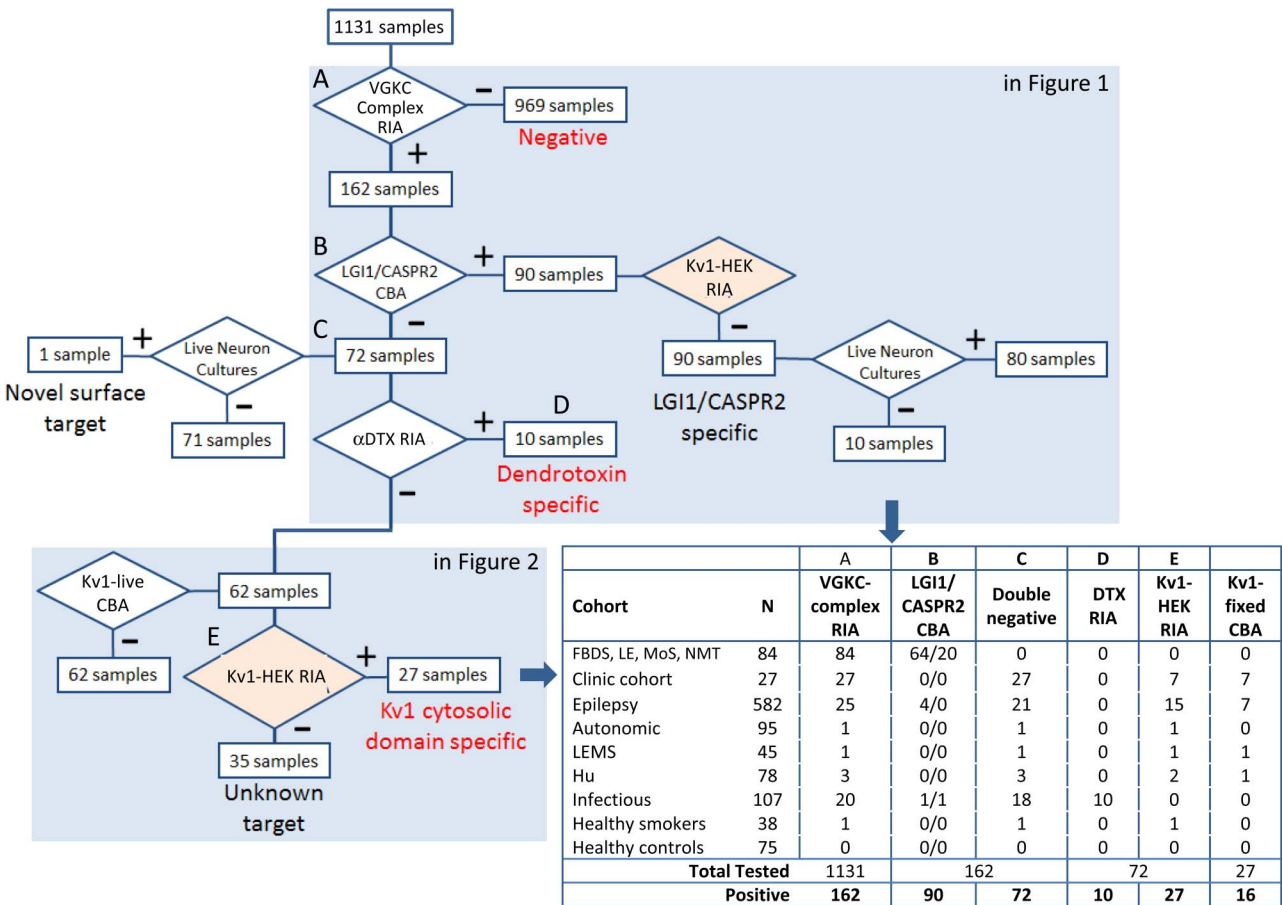 1131 samples
in Figure 1
A
VGKC
Complex
RIA
−
969 samples
Negative
+
162 samples
B
LGI1/CASPR2
CBA
+
90 samples
Kv1-HEK
RIA
−
−
C
1 sample
Novel surface
target
+
Live Neuron
Cultures
−
71 samples
72 samples
90 samples
LGI1/CASPR2
specific
Live Neuron
Cultures
+
80 samples
−
10 samples
αDTX RIA
+
D
10 samples
Dendrotoxin
specific
−
in Figure 2
Kv1-live
CBA
−
62 samples
62 samples
E
Kv1-HEK RIA
+
27 samples
Kv1 cytosolic
domain specific
−
35 samples
Unknown
target
A B C D E
Cohort N VGKC-complex RIA LGI1/CASPR2 CBA Double negative DTX RIA Kv1-HEK RIA Kv1-fixed CBA
FBDS, LE, MoS, NMT 84 84 64/20 0 0 0 0
Clinic cohort 27 27 0/0 27 0 7 7
Epilepsy 582 25 4/0 21 0 15 7
Autonomic 95 1 0/0 1 0 1 0
LEMS 45 1 0/0 1 0 1 1
Hu 78 3 0/0 3 0 2 1
Infectious 107 20 1/1 18 10 0 0
Healthy smokers 38 1 0/0 1 0 1 0
Healthy controls 75 0 0/0 0 0 0 0
Total Tested 1131 162 72 27
Positive 162 90 72 10 27 16